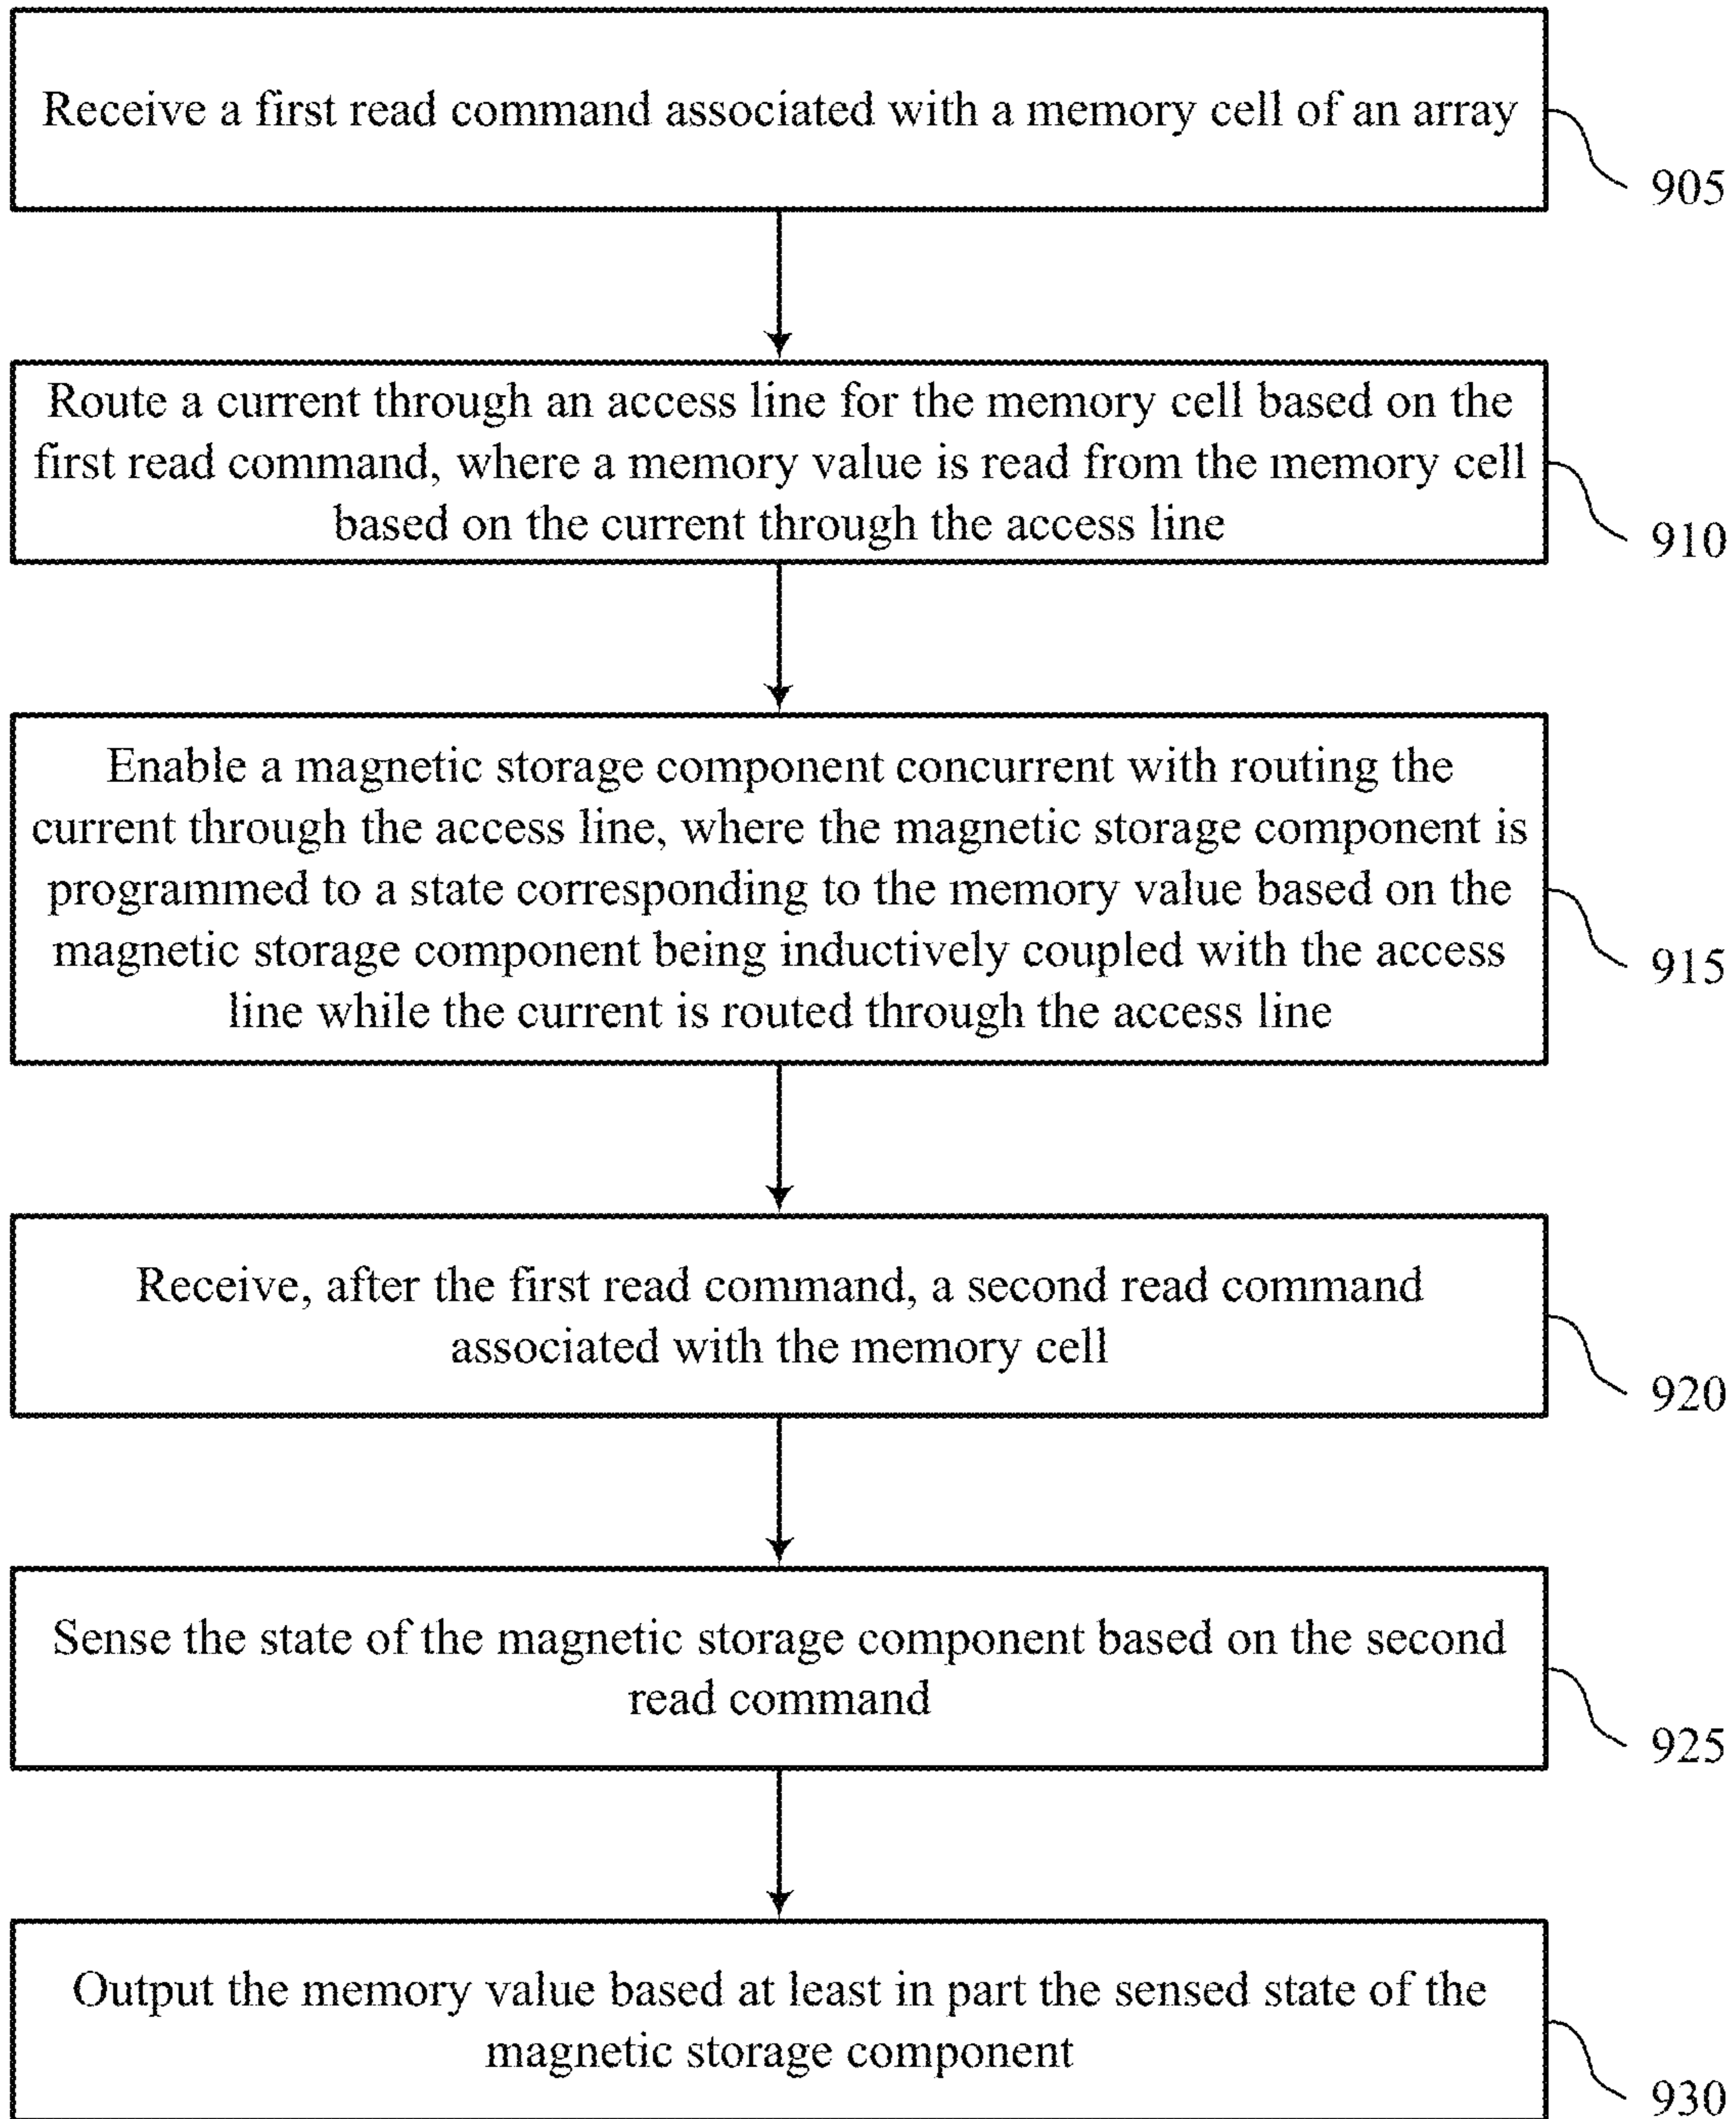 Receive a first read command associated with a memory cell of an array
905
Route a current through an access line for the memory cell based on the
first read command, where a memory value is read from the memory cell
based on the current through the access line
910
Enable a magnetic storage component concurrent with routing the
current through the access line, where the magnetic storage component is
programmed to a state corresponding to the memory value based on the
magnetic storage component being inductively coupled with the access
line while the current is routed through the access line
915
Receive, after the first read command, a second read command
associated with the memory cell
920
Sense the state of the magnetic storage component based on the second
read command
925
Output the memory value based at least in part the sensed state of the
magnetic storage component
930